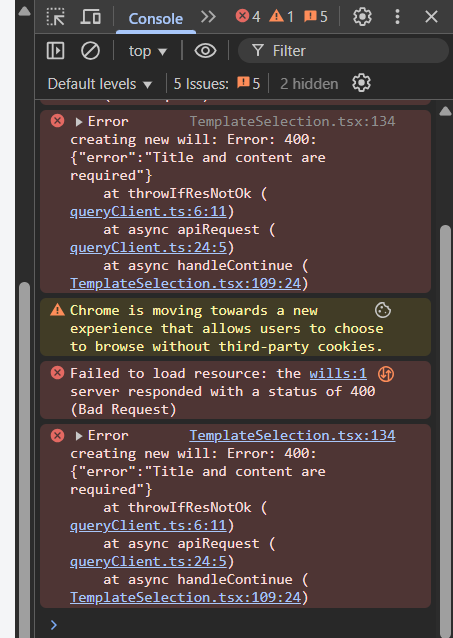 Console
4
1
5
top
Filter
Default levels
5 Issues:
5
2 hidden
Error
TemplateSelection.tsx:134
creating new will: Error: 400:
{"error":"Title and content are
required"}
at throwIfResNotOk (
queryClient.ts:6:11)
at async apiRequest (
queryClient.ts:24:5)
at async handleContinue (
TemplateSelection.tsx:109:24)
Chrome is moving towards a new
experience that allows users to choose
to browse without third-party cookies.
Failed to load resource: the wills:1
server responded with a status of 400
(Bad Request)
Error
TemplateSelection.tsx:134
creating new will: Error: 400:
{"error":"Title and content are
required"}
at throwIfResNotOk (
queryClient.ts:6:11)
at async apiRequest (
queryClient.ts:24:5)
at async handleContinue (
TemplateSelection.tsx:109:24)